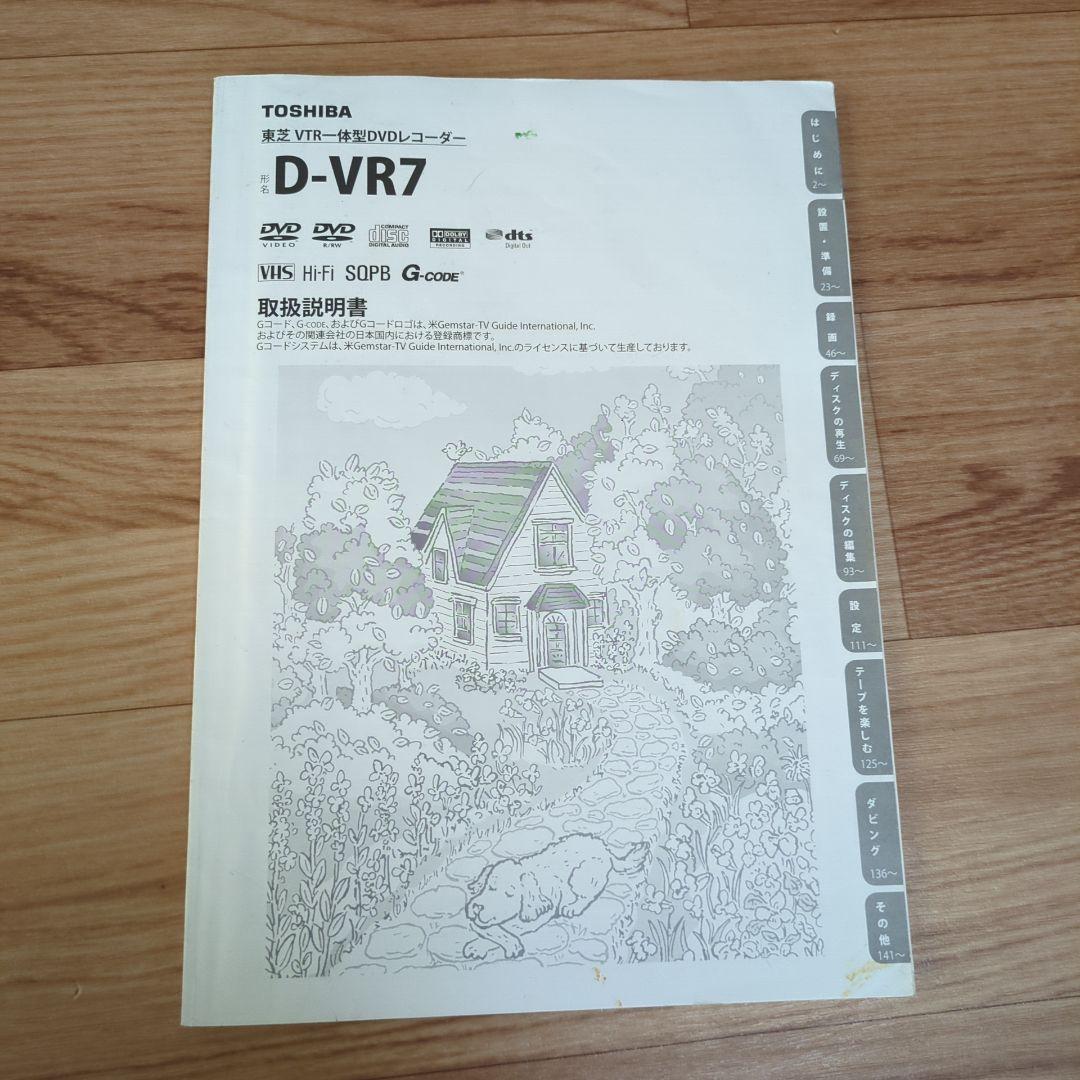 TOSHIBA
東芝 VTR一体型DVDレコーダー
形名 D-VR7
DVD VIDEO DVD R/RW COMPACT disc DIGITAL AUDIO DOLBY DIGITAL RECORDING dts Digital Out
VHS Hi-Fi SQPB G-CODE®
取扱説明書
Gコード、G-CODE、およびGコードロゴは、米Gemstar-TV Guide International, Inc.
およびその関連会社の日本国内における登録商標です。
Gコードシステムは、米Gemstar-TV Guide International, Inc.のライセンスに基づいて生産しております。
はじめに
2〜
設置・準備
23〜
録画
46〜
ディスクの再生
69〜
ディスクの編集
93〜
設定
111〜
テープを楽しむ
125〜
ダビング
136〜
その他
141〜